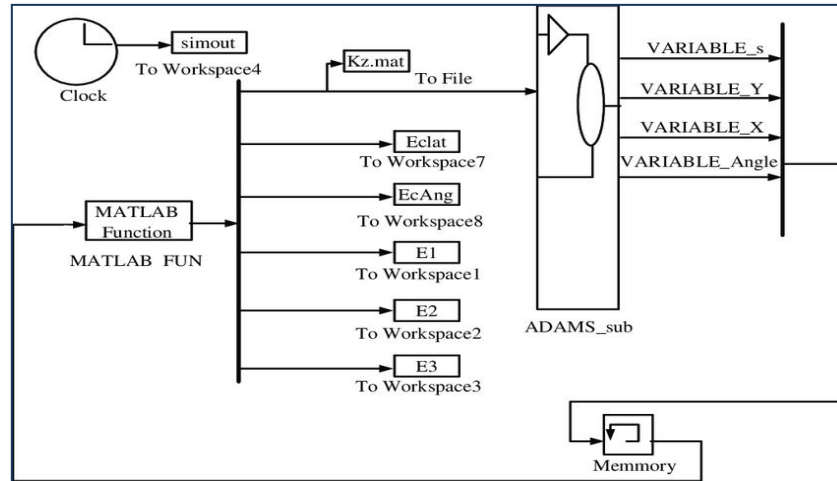 simout
To Workspace4
Clock
Kz.mat
To File
Eclat
To Workspace7
EcAng
To Workspace8
MATLAB
Function
MATLAB FUN
E1
To Workspace1
E2
To Workspace2
E3
To Workspace3
VARIABLE_s
VARIABLE_Y
VARIABLE_X
VARIABLE_Angle
ADAMS_sub
Memmory